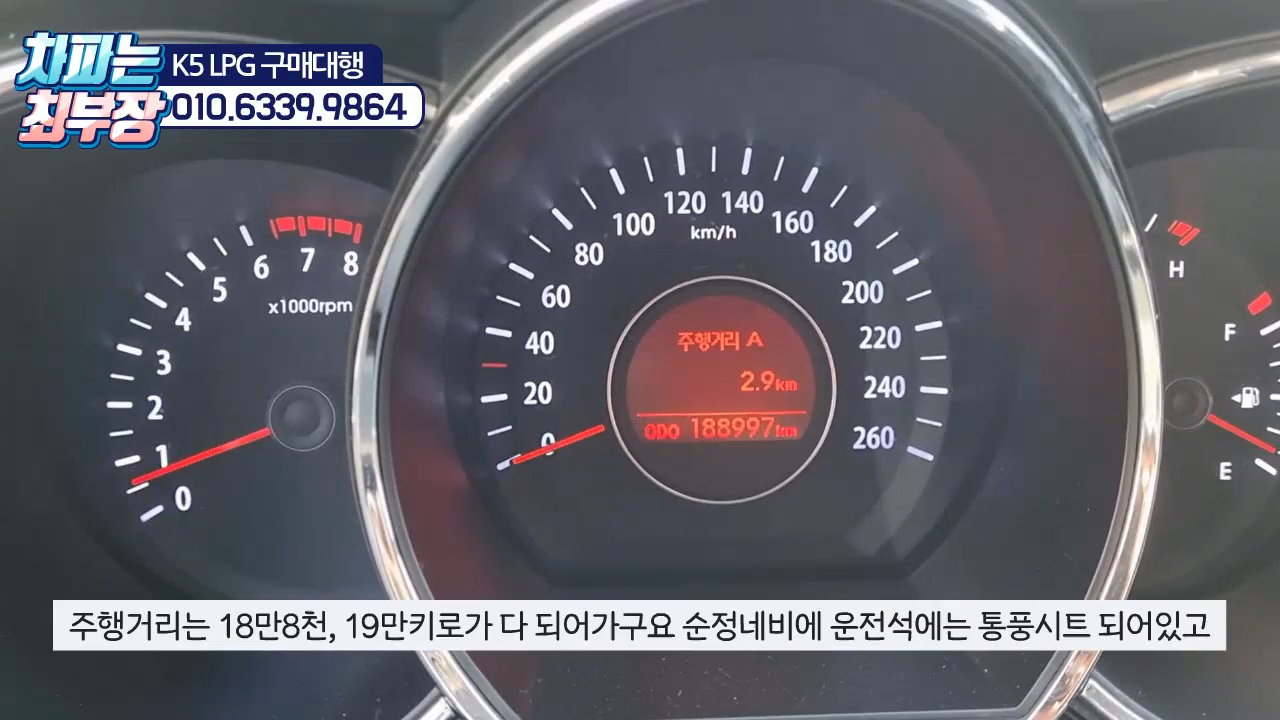 차파는
최부장
K5 LPG 구매대행
010.6339.9864
0
1
2
3
4
5
6
7
8
x1000rpm
0
20
40
60
80
100
120
140
160
180
200
220
240
260
km/h
주행거리 A
2.9km
ODO 188997km
H
F
E
주행거리는 18만8천, 19만키로가 다 되어가구요 순정네비에 운전석에는 통풍시트 되어있고